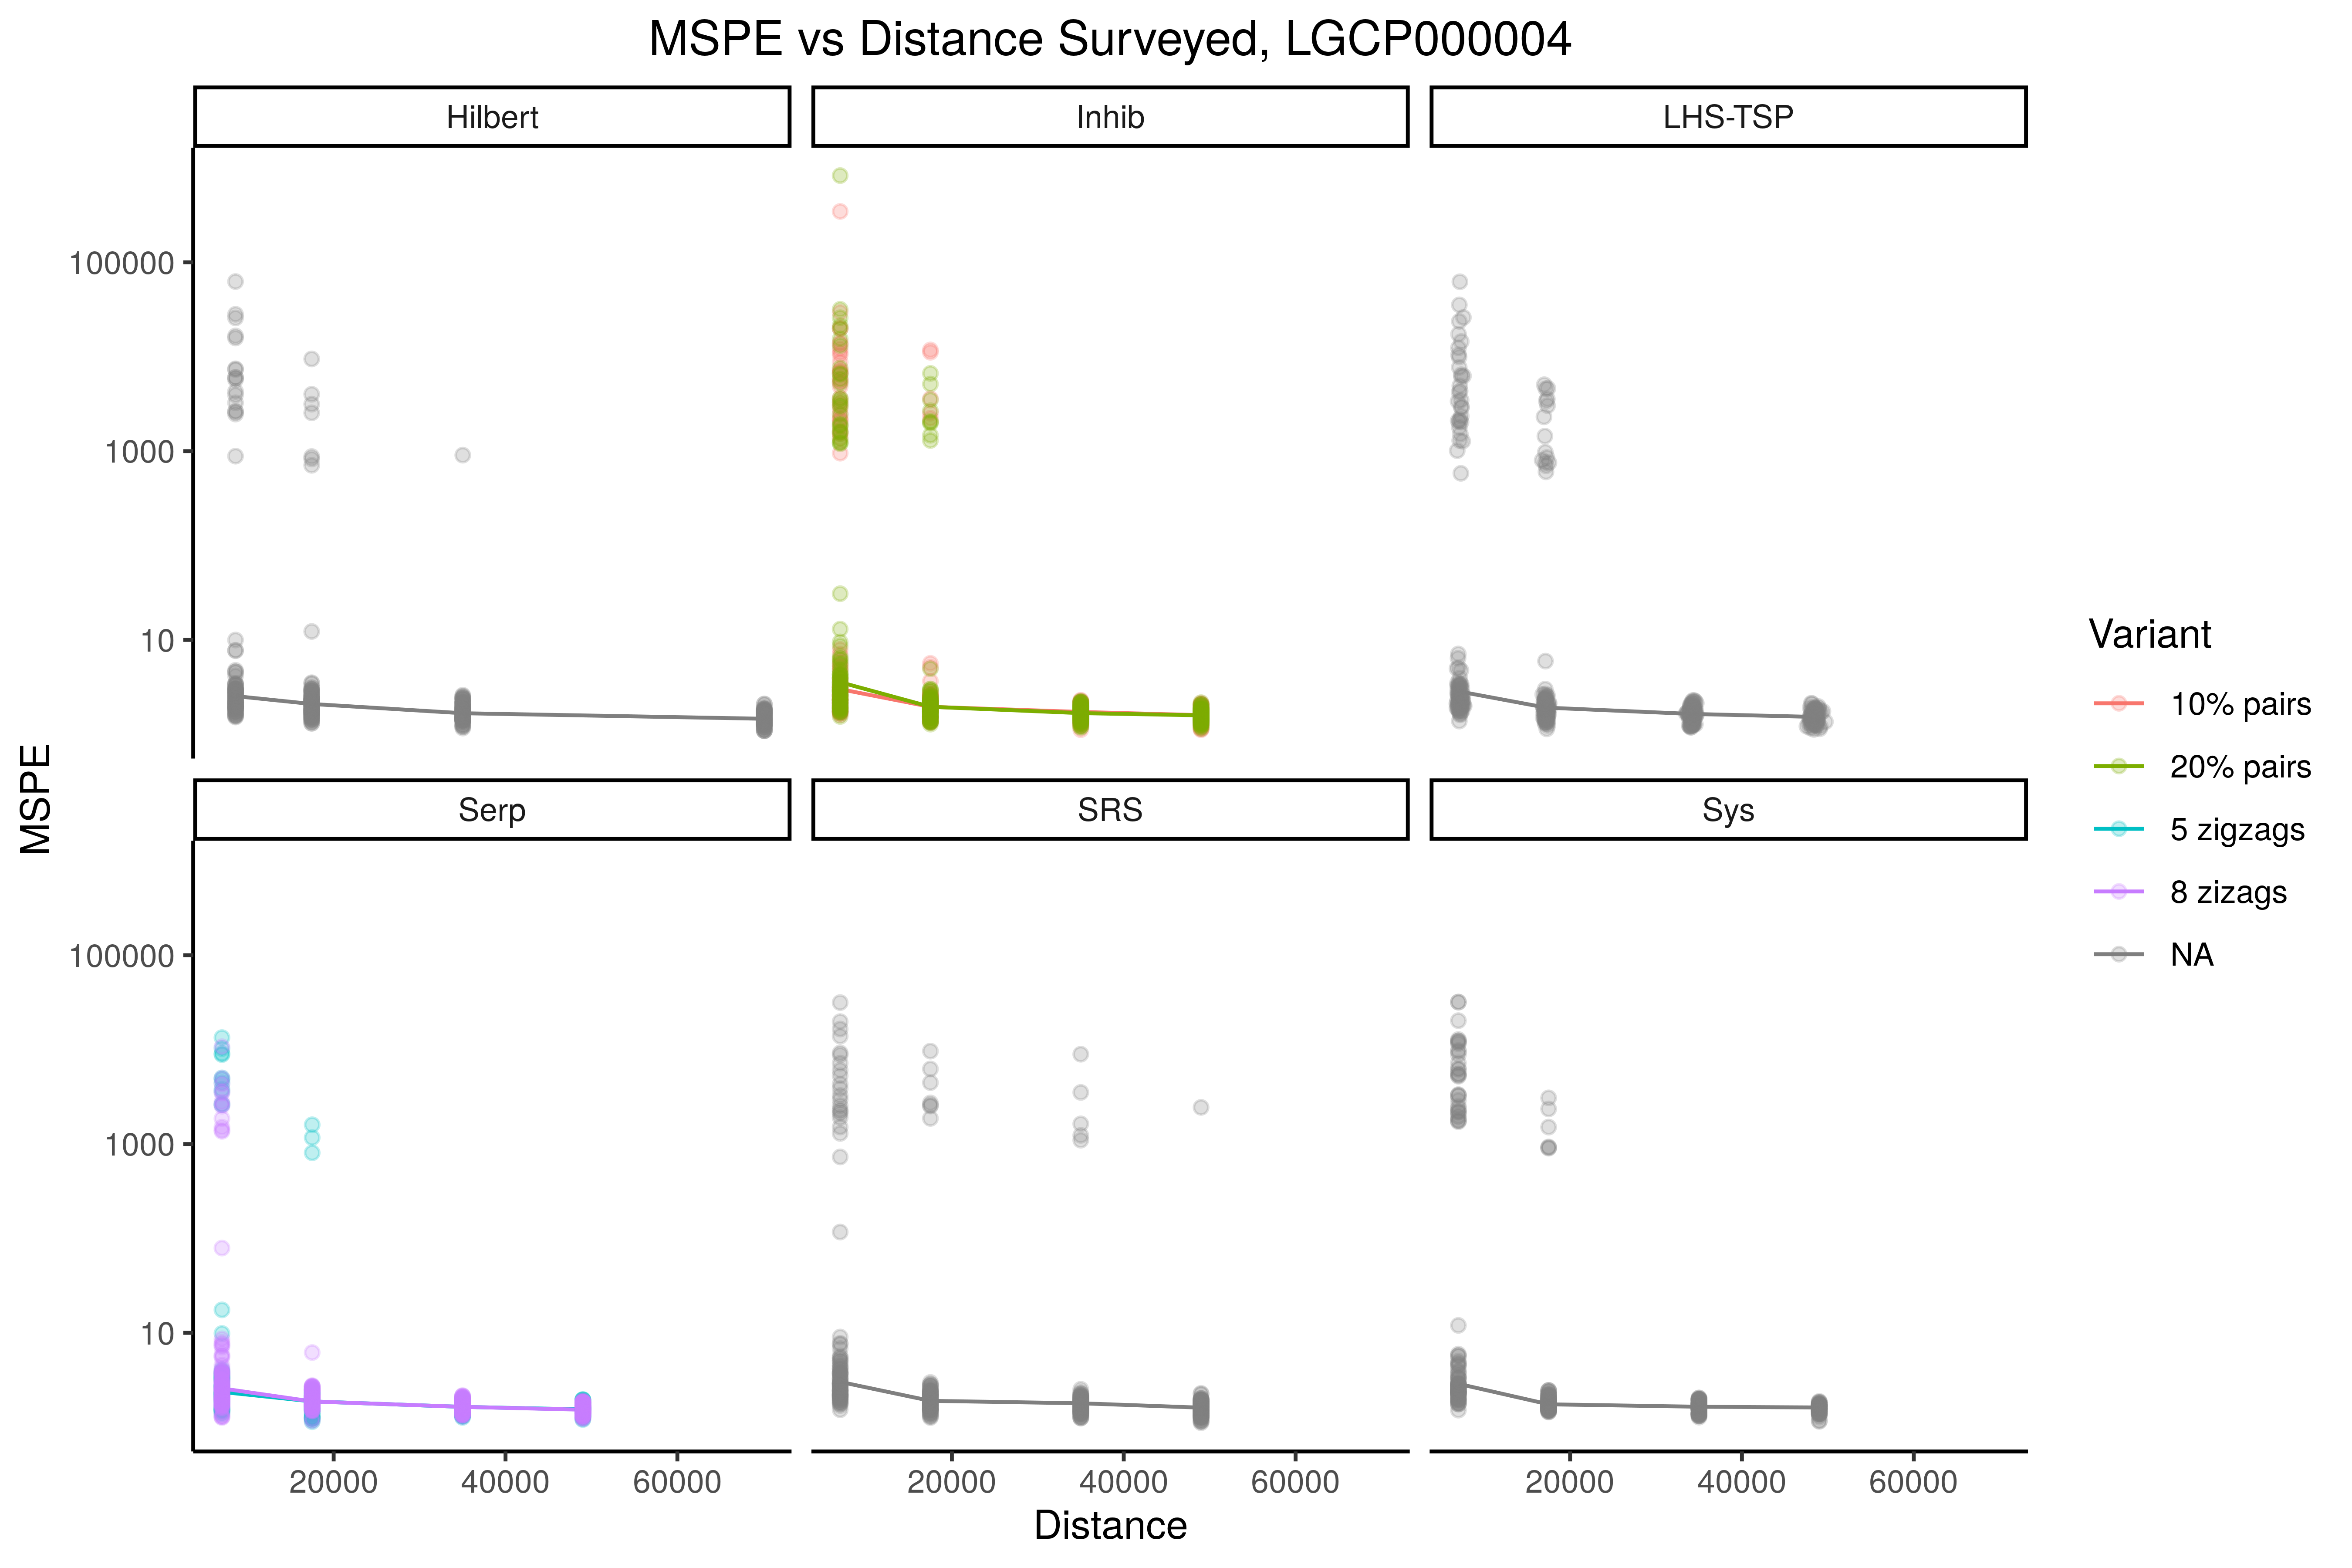 MSPE vs Distance Surveyed, LGCP000004
Hilbert
Inhib
LHS-TSP
100000
1000
10
MSPE
Serp
SRS
Sys
100000
1000
10
20000
40000
60000
20000
40000
60000
20000
40000
60000
Distance
Variant
10% pairs
20% pairs
5 zigzags
8 zizags
NA